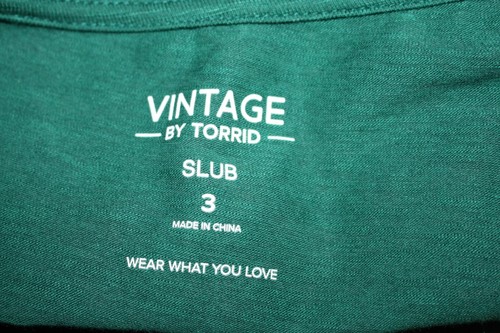 VINTAGE
BY TORRID
SLUB
3
MADE IN CHINA
WEAR WHAT YOU LOVE